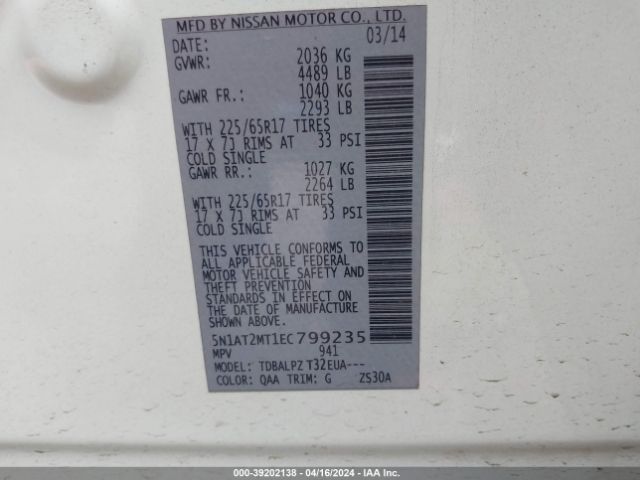 MFD BY NISSAN MOTOR CO., LTD.
DATE: 03/14
GVWR: 2036 KG
4489 LB
GAWR FR.: 1040 KG
2293 LB
WITH 225/65R17 TIRES
17 X 7J RIMS AT 33 PSI
COLD SINGLE
GAWR RR.: 1027 KG
2264 LB
WITH 225/65R17 TIRES
17 X 7J RIMS AT 33 PSI
COLD SINGLE
THIS VEHICLE CONFORMS TO
ALL APPLICABLE FEDERAL
MOTOR VEHICLE SAFETY AND
THEFT PREVENTION
STANDARDS IN EFFECT ON
THE DATE OF MANUFACTURE
SHOWN ABOVE.
5N1AT2MT1EC799235
MPV 941
MODEL: TDBALPZ T32EUA---
COLOR: QAA TRIM: G ZS30A
000-39202138 - 04/16/2024 - IAA Inc.